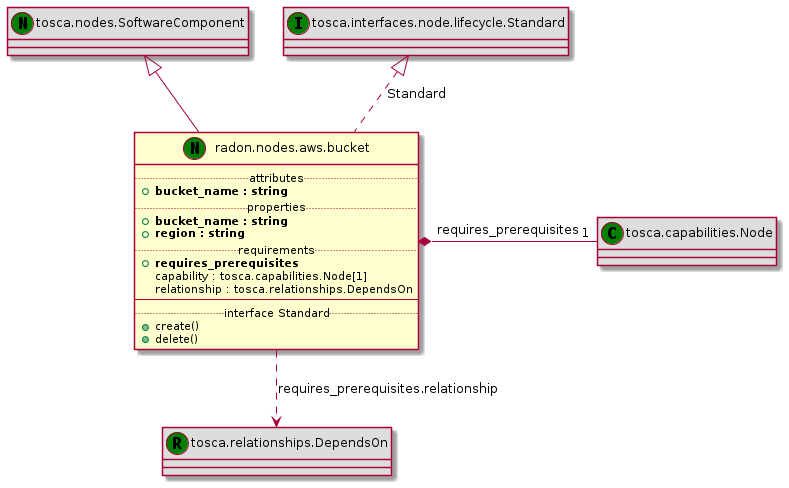 N tosca.nodes.SoftwareComponent
I tosca.interfaces.node.lifecycle.Standard
Standard
N radon.nodes.aws.bucket
attributes
bucket_name : string
properties
bucket_name : string
region : string
requirements
requires_prerequisites
capability : tosca.capabilities.Node[1]
relationship : tosca.relationships.DependsOn
interface Standard
create()
delete()
requires_prerequisites 1
C tosca.capabilities.Node
requires_prerequisites.relationship
R tosca.relationships.DependsOn